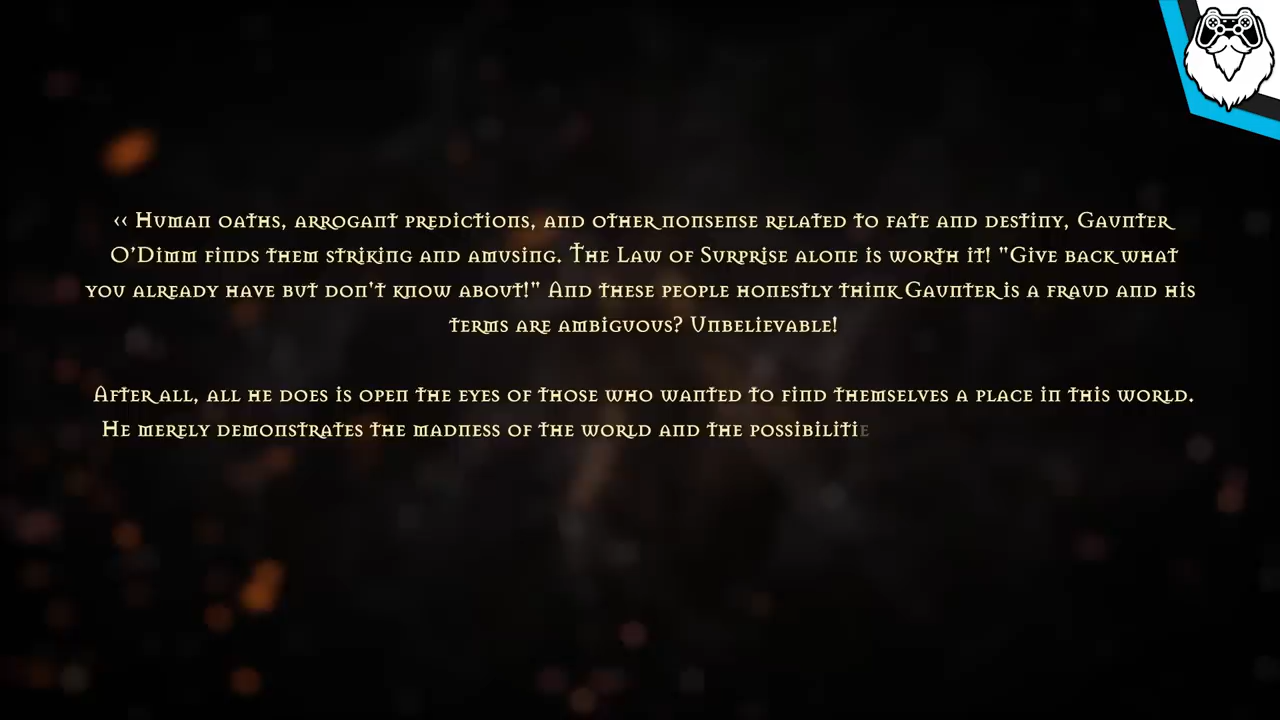 ‹‹ Human oaths, arrogant predictions, and other nonsense related to fate and destiny, Gaunter
O'Dimm finds them striking and amusing. The Law of Surprise alone is worth it! "Give back what
you already have but don't know about!" And these people honestly think Gaunter is a fraud and his
terms are ambiguous? Unbelievable!
After all, all he does is open the eyes of those who wanted to find themselves a place in this world.
He merely demonstrates the madness of the world and the possibilitie